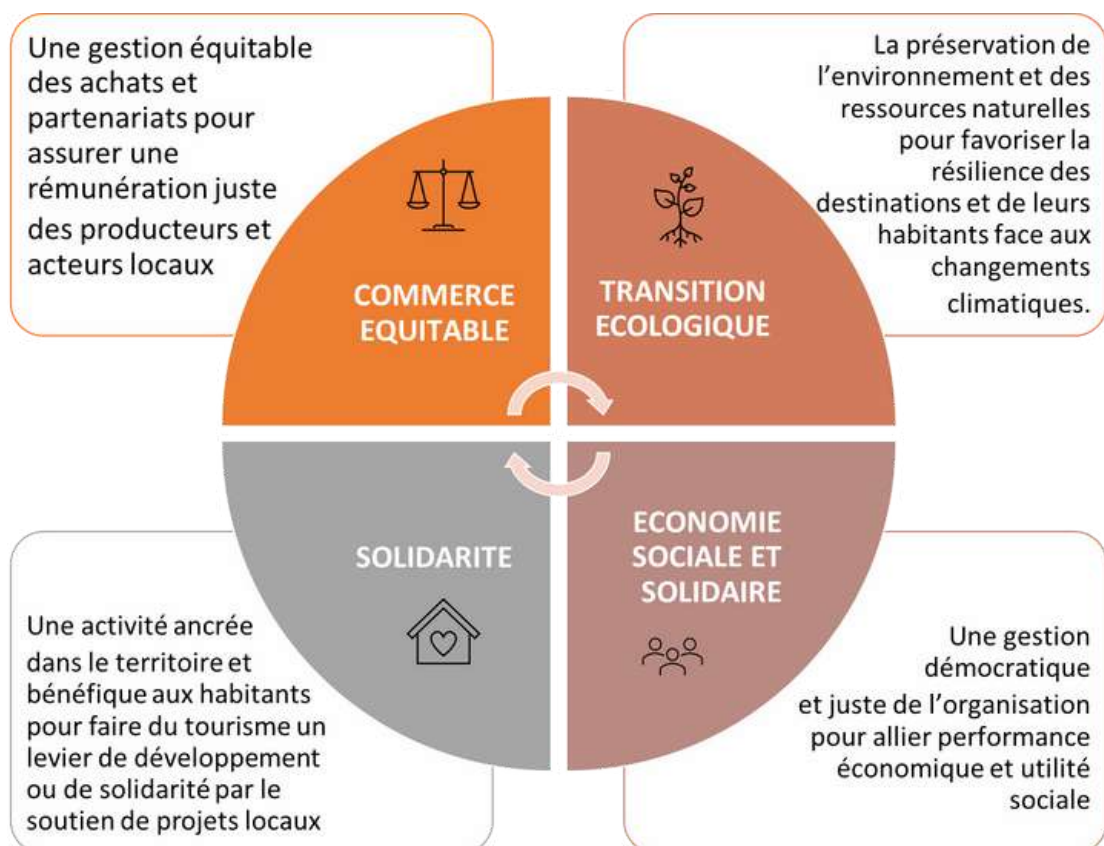 Une gestion équitable
des achats et
partenariats pour
assurer une
rémunération juste
des producteurs et
acteurs locaux
COMMERCE
EQUITABLE
La préservation de
l'environnement et des
ressources naturelles
pour favoriser la
résilience des
destinations et de leurs
habitants face aux
changements
climatiques.
TRANSITION
ECOLOGIQUE
SOLIDARITE
Une activité ancrée
dans le territoire et
bénéfique aux habitants
pour faire du tourisme un
levier de développement
ou de solidarité par le
soutien de projets locaux
ECONOMIE
SOCIALE ET
SOLIDAIRE
Une gestion
démocratique
et juste de l'organisation
pour allier performance
économique et utilité
sociale